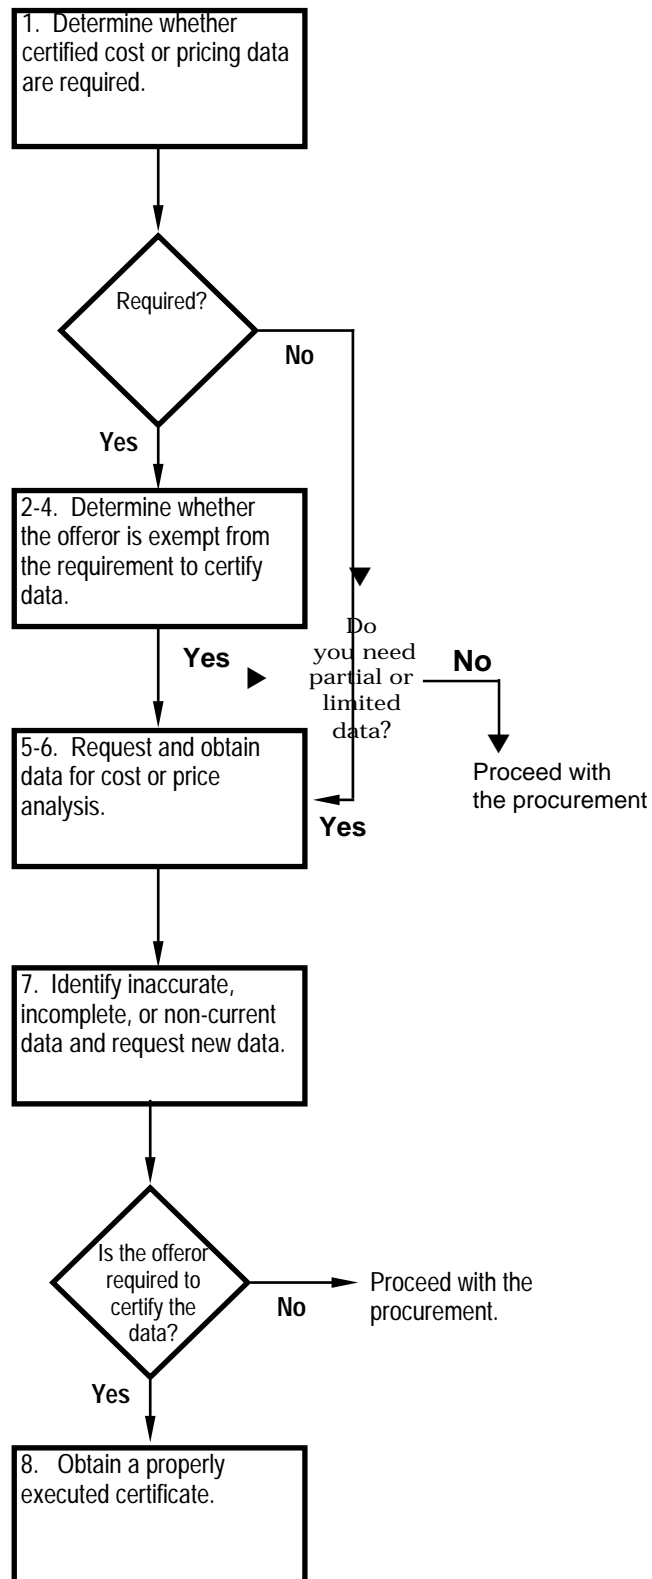 1.  Determine whether
certified cost or pricing data
are required.
Required?
No
Yes
2-4.  Determine whether
the offeror is exempt from
the requirement to certify
data.
Yes
Do
you need
partial or
limited
data?
No
Proceed with
the procurement
5-6.  Request and obtain
data for cost or price
analysis.
Yes
7.  Identify inaccurate,
incomplete, or non-current
data and request new data.
Is the offeror
required to
certify the
data?
No
Proceed with the
procurement.
Yes
8.   Obtain a properly
executed certificate.